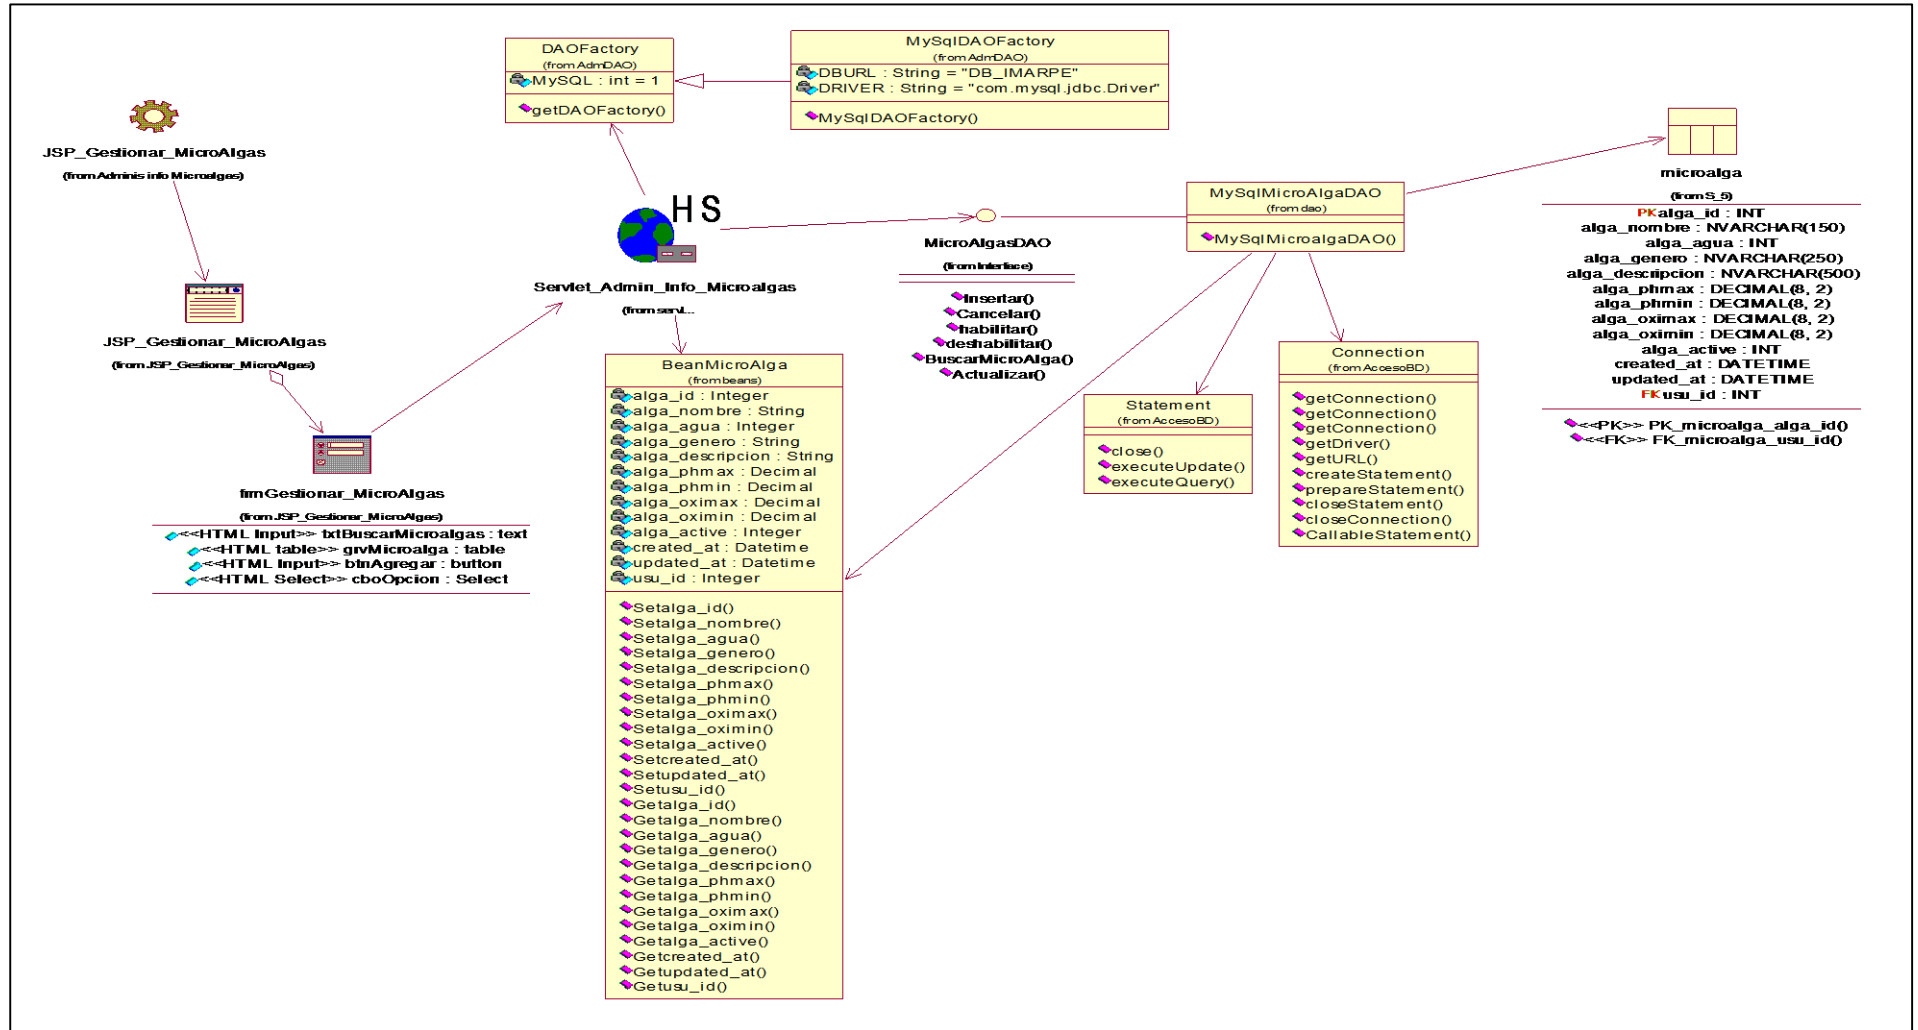 DAOFactory
(from AdmDAO)
MySQL : int = 1
getDAOFactory()
MySqlDAOFactory
(from AdmDAO)
DBURL : String = "DB_IMARPE"
DRIVER : String = "com.mysql.jdbc.Driver"
MySqlDAOFactory()
JSP_Gestionar_MicroAlgas
(from Adminis info Microalgas)
JSP_Gestionar_MicroAlgas
(from JSP_Gestionar_MicroAlgas)
frmGestionar_MicroAlgas
(from JSP_Gestionar_MicroAlgas)
<<HTML Input>> txtBuscarMicroalgas : text
<<HTML table>> grvMicroalga : table
<<HTML Input>> btnAgregar : button
<<HTML Select>> cboOpcion : Select
HS
Servlet_Admin_Info_Microalgas
(from servl...
MicroAlgasDAO
(from Interface)
Insertar()
Cancelar()
habilitar()
deshabilitar()
BuscarMicroAlga()
Actualizar()
MySqlMicroAlgaDAO
(from dao)
MySqlMicroalgaDAO()
microalga
(from S_5)
PK alga_id : INT
alga_nombre : NVARCHAR(150)
alga_agua : INT
alga_genero : NVARCHAR(250)
alga_descripcion : NVARCHAR(500)
alga_phmax : DECIMAL(8, 2)
alga_phmin : DECIMAL(8, 2)
alga_oximax : DECIMAL(8, 2)
alga_oximin : DECIMAL(8, 2)
alga_active : INT
created_at : DATETIME
updated_at : DATETIME
FK usu_id : INT
<<PK>> PK_microalga_alga_id()
<<FK>> FK_microalga_usu_id()
BeanMicroAlga
(from beans)
alga_id : Integer
alga_nombre : String
alga_agua : Integer
alga_genero : String
alga_descripcion : String
alga_phmax : Decimal
alga_phmin : Decimal
alga_oximax : Decimal
alga_oximin : Decimal
alga_active : Integer
created_at : Datetime
updated_at : Datetime
usu_id : Integer
Setalga_id()
Setalga_nombre()
Setalga_agua()
Setalga_genero()
Setalga_descripcion()
Setalga_phmax()
Setalga_phmin()
Setalga_oximax()
Setalga_oximin()
Setalga_active()
Setcreated_at()
Setupdated_at()
Setusu_id()
Getalga_id()
Getalga_nombre()
Getalga_agua()
Getalga_genero()
Getalga_descripcion()
Getalga_phmax()
Getalga_phmin()
Getalga_oximax()
Getalga_oximin()
Getalga_active()
Getcreated_at()
Getupdated_at()
Getusu_id()
Statement
(from AccesoBD)
close()
executeUpdate()
executeQuery()
Connection
(from AccesoBD)
getConnection()
getConnection()
getConnection()
getDriver()
getURL()
createStatement()
prepareStatement()
closeStatement()
closeConnection()
CallableStatement()